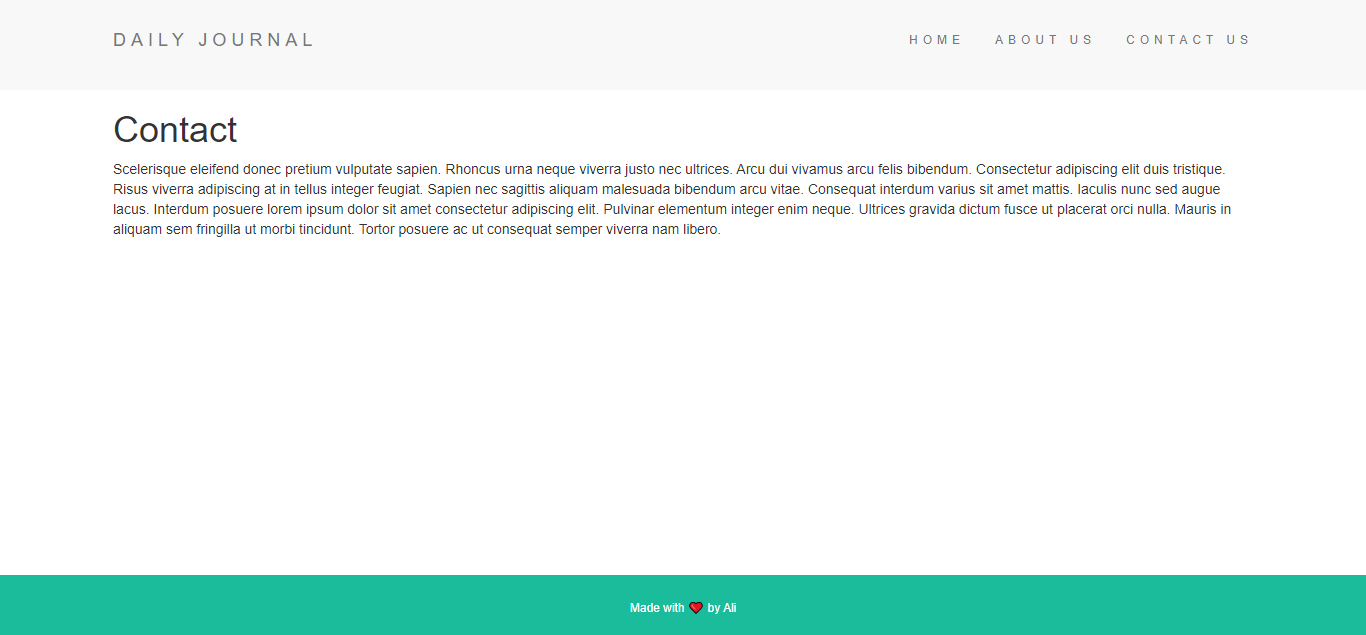 DAILY JOURNAL
HOME ABOUT US CONTACT US
Contact
Scelerisque eleifend donec pretium vulputate sapien. Rhoncus urna neque viverra justo nec ultrices. Arcu dui vivamus arcu felis bibendum. Consectetur adipiscing elit duis tristique.
Risus viverra adipiscing at in tellus integer feugiat. Sapien nec sagittis aliquam malesuada bibendum arcu vitae. Consequat interdum varius sit amet mattis. Iaculis nunc sed augue
lacus. Interdum posuere lorem ipsum dolor sit amet consectetur adipiscing elit. Pulvinar elementum integer enim neque. Ultrices gravida dictum fusce ut placerat orci nulla. Mauris in
aliquam sem fringilla ut morbi tincidunt. Tortor posuere ac ut consequat semper viverra nam libero.
Made with ❤ by Ali